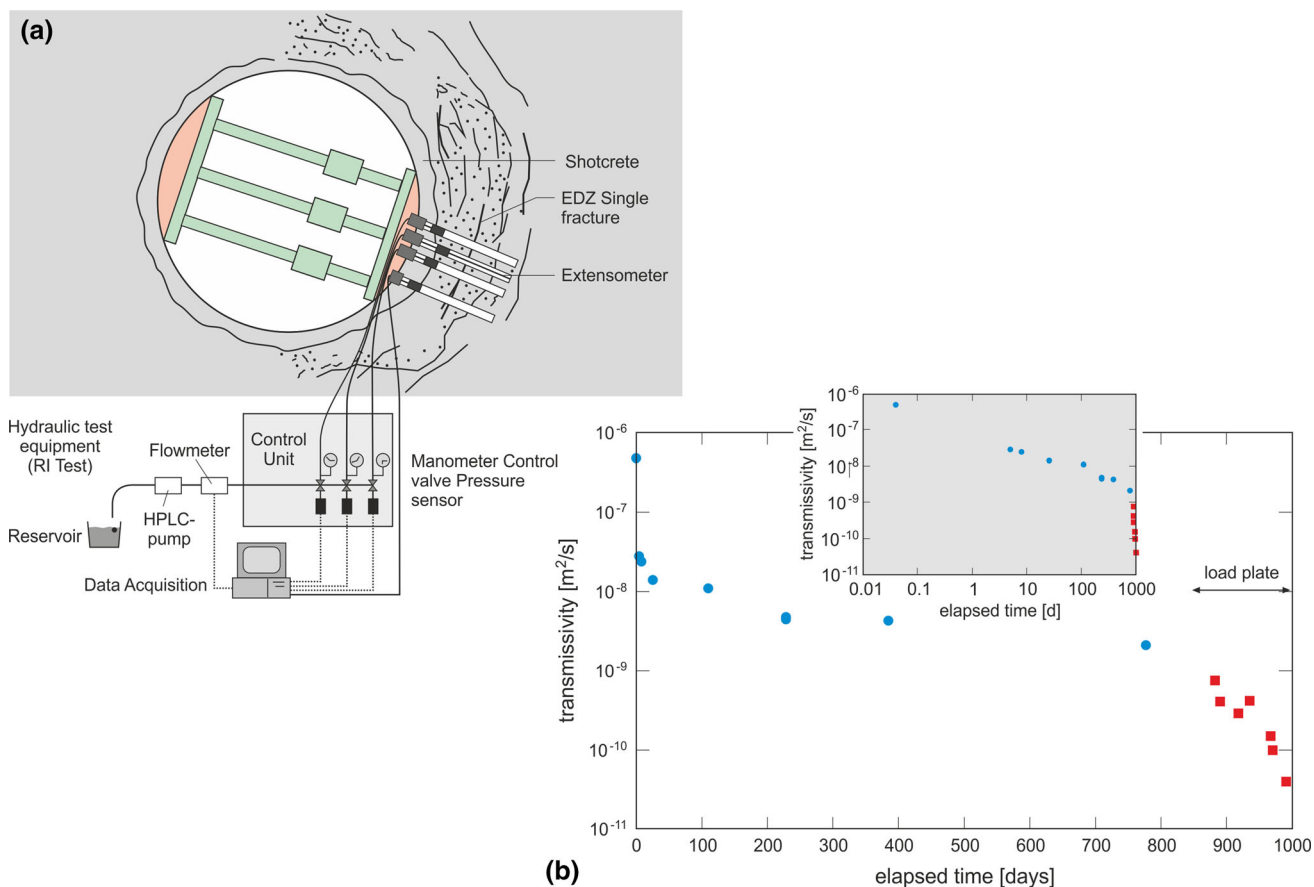 (a)
Shotcrete
EDZ Single
fracture
Extensometer
Hydraulic test
equipment
(RI Test)
Flowmeter
Control
Unit
Manometer Control
valve Pressure
sensor
Reservoir
HPLC-
pump
Data Acquisition
(b)
10-6
10-7
10-8
10-9
10-10
10-11
transmissivity [m2/s]
0
100
200
300
400
500
600
700
800
900
1000
elapsed time [days]
load plate
10-6
10-7
10-8
10-9
10-10
10-11
transmissivity [m2/s]
0.01
0.1
1
10
100
1000
elapsed time [d]